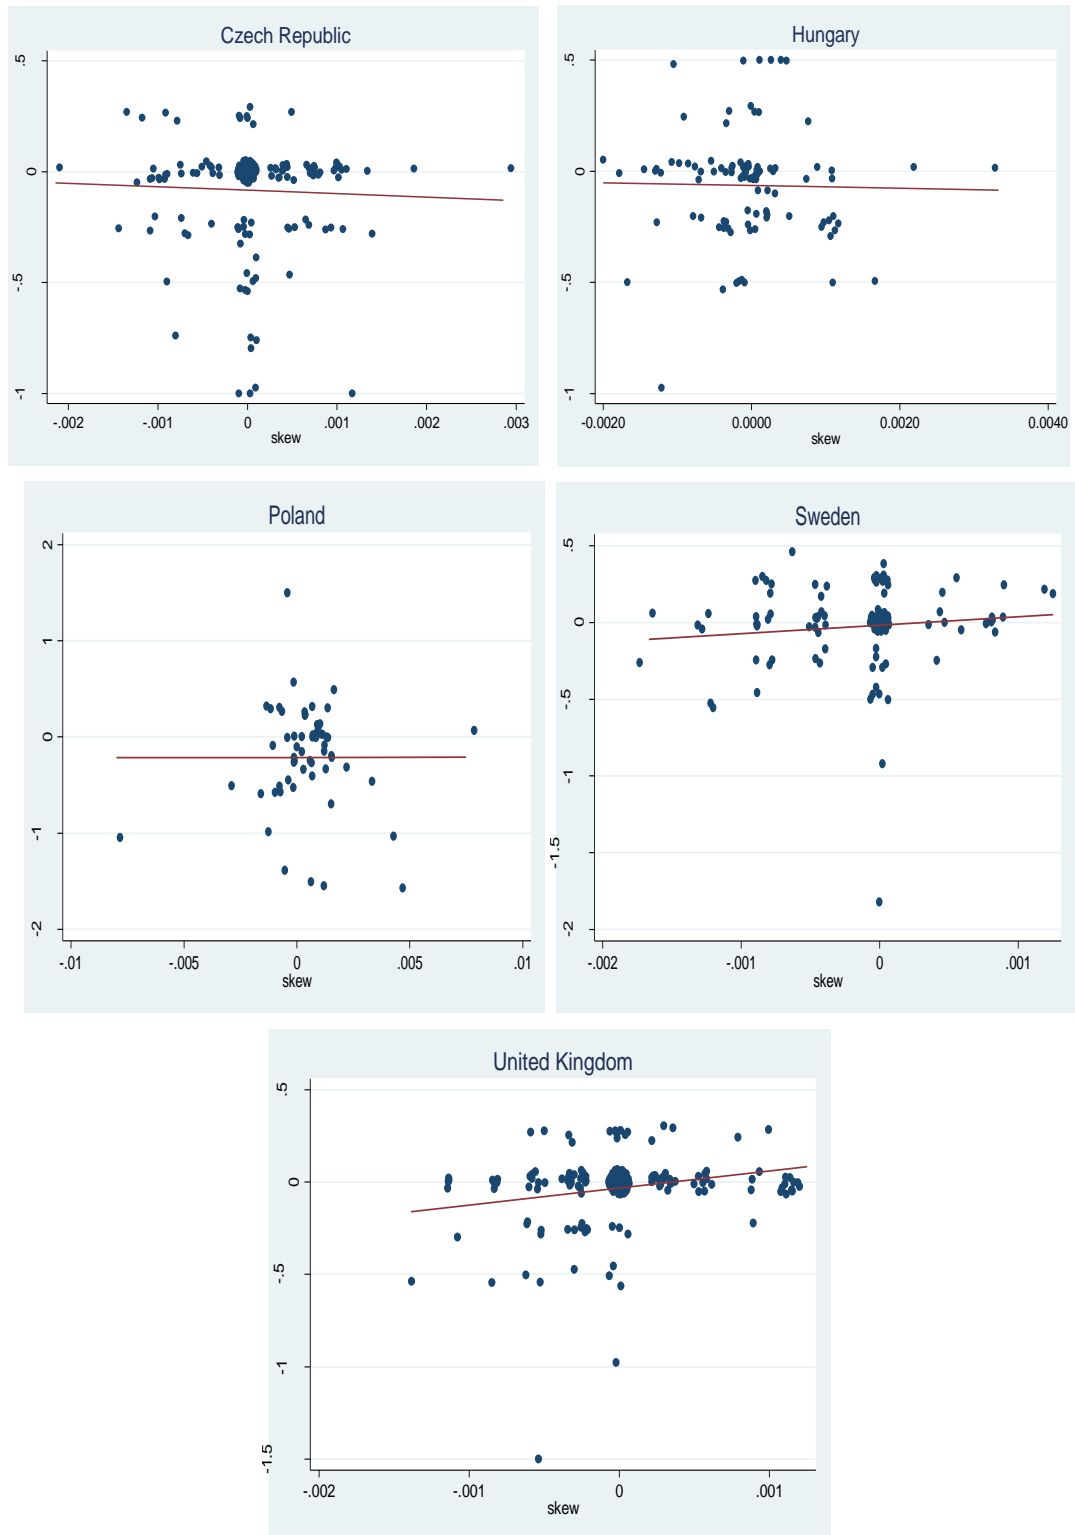 Czech Republic
.5
0
-.5
-1
-.002 -.001 0 .001 .002 .003
skew
Hungary
.5
0
-.5
-1
-0.0020 0.0000 0.0020 0.0040
skew
Poland
2
1
0
-1
-2
-.01 -.005 0 .005 .01
skew
Sweden
.5
0
-.5
-1
-1.5
-2
-.002 -.001 0 .001
skew
United Kingdom
.5
0
-.5
-1
-1.5
-.002 -.001 0 .001
skew